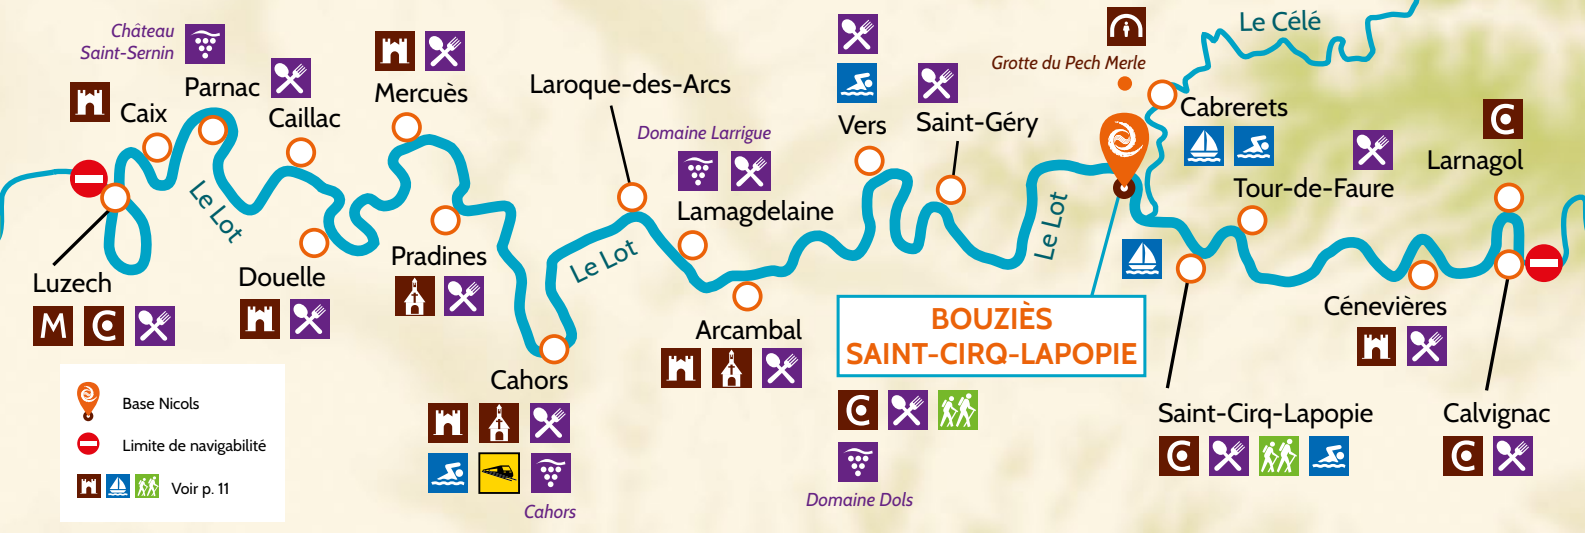 Château
Saint-Sernin
Parnac
Caix
Caillac
Mercuès
Laroque-des-Arcs
Domaine Larrigue
Lamagdelaine
Vers
Saint-Géry
Grotte du Pech Merle
Le Célé
Cabrerets
Tour-de-Faure
Larnagol
Le Lot
Luzech
M
Douelle
Pradines
Le Lot
Cahors
Cahors
Arcambal
Le Lot
BOUZIÈS
SAINT-CIRQ-LAPOPIE
Domaine Dols
Cénevières
Saint-Cirq-Lapopie
Calvignac
Base Nicols
Limite de navigabilité
Voir p. 11